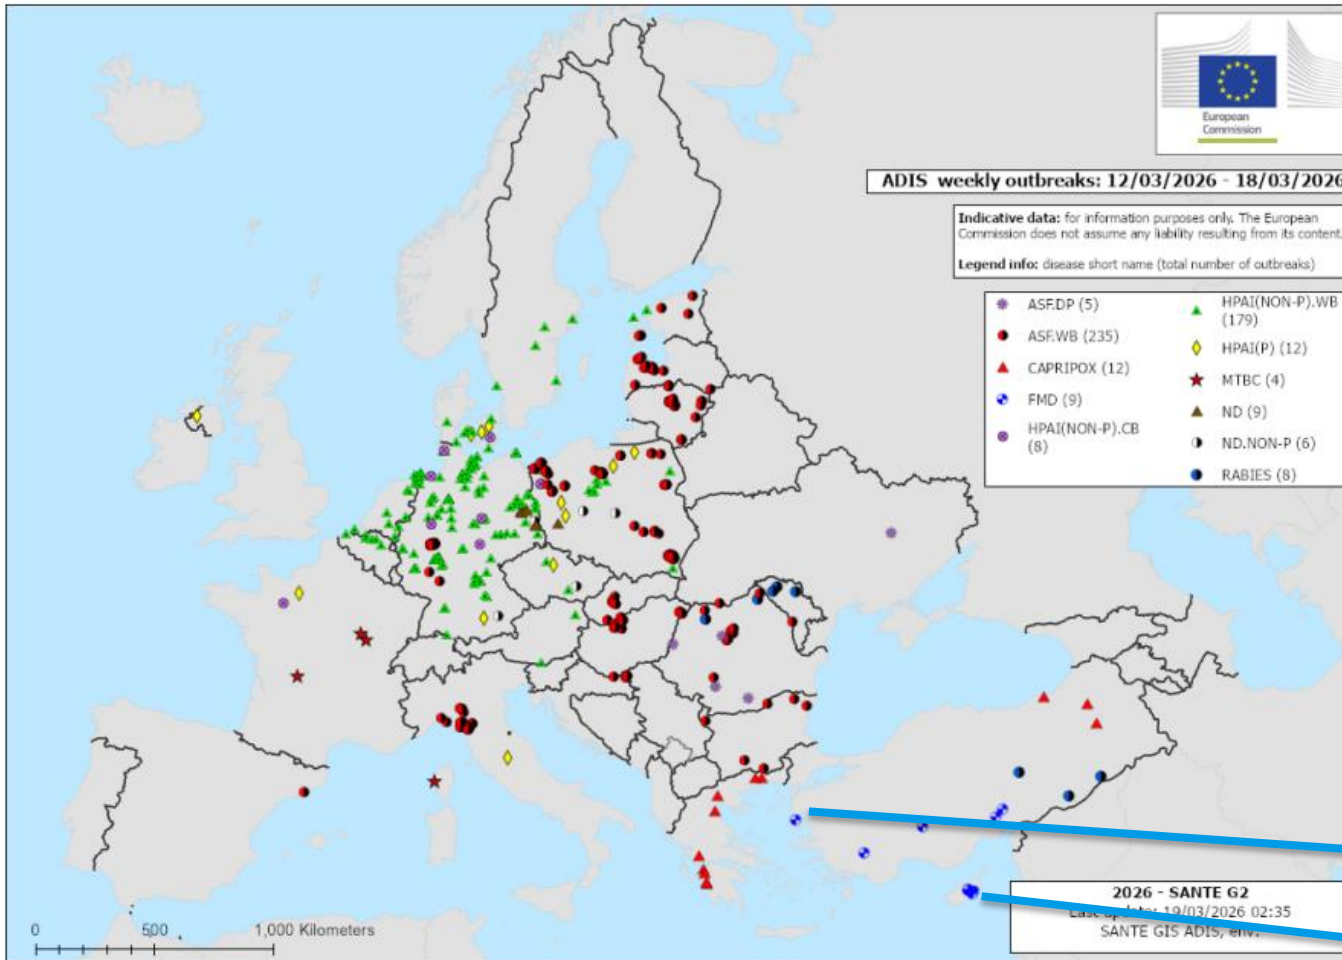 European
Commission
ADIS weekly outbreaks: 12/03/2026 - 18/03/2026
Indicative data: for information purposes only. The European
Commission does not assume any liability resulting from its content.
Legend info: disease short name (total number of outbreaks)
ASF.DP (5)
ASF.WB (235)
CAPRIPOX (12)
FMD (9)
HPAI(NON-P).CB
(8)
HPAI(NON-P).WB
(179)
HPAI(P) (12)
MTBC (4)
ND (9)
ND.NON-P (6)
RABIES (8)
2026 - SANTE G2
Last update: 19/03/2026 02:35
SANTE GIS ADIS, env.
0 500 1,000 Kilometers